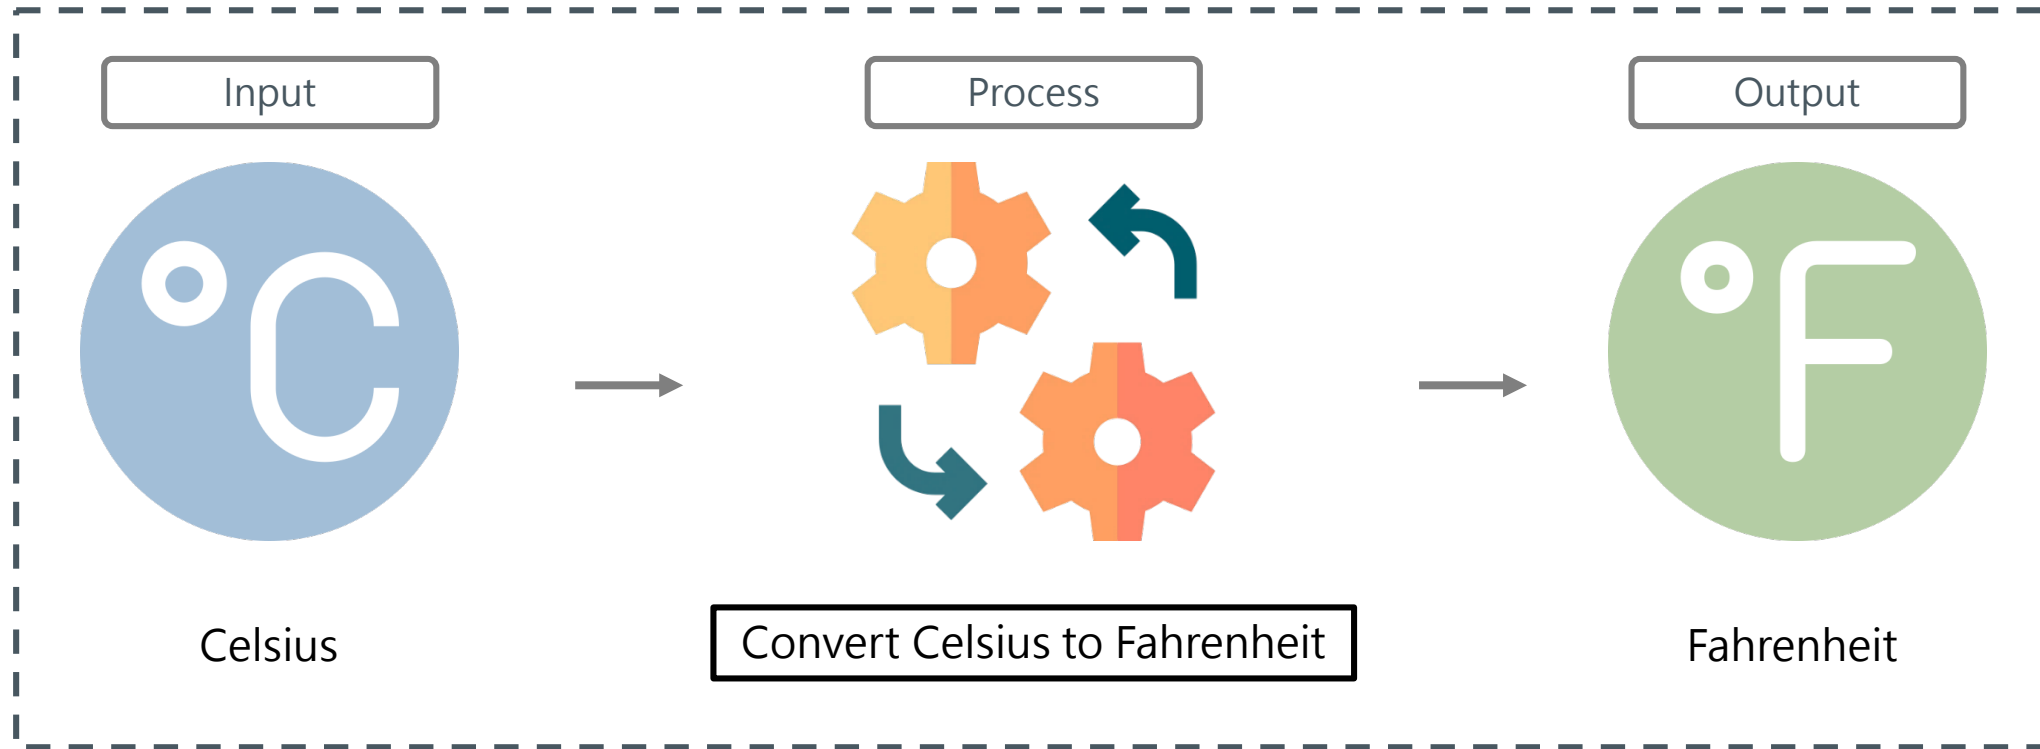 Input
Process
Output
°C
°F
Celsius
Convert Celsius to Fahrenheit
Fahrenheit